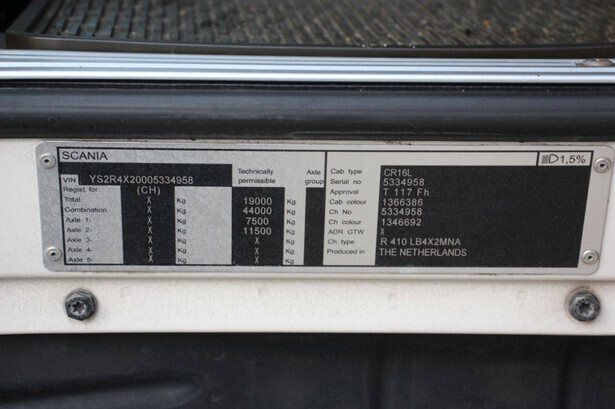 SCANIA
1,5%
VIN YS2R4X20005334958
Regist. for (CH)
Technically permissible
Axle group
Total X Kg 19000 Kg
Combination X Kg 44000 Kg
Axle 1- X Kg 7500 Kg
Axle 2- X Kg 11500 Kg
Axle 3- X Kg X Kg
Axle 4- X Kg X Kg
Axle 5- X Kg X Kg
Cab type CR16L
Serial no 5334958
Approval T 117 Fh
Cab colour 1366386
Ch No 5334958
Ch colour 1346692
ADR GTW X
Ch type R 410 LB4X2MNA
Produced in THE NETHERLANDS